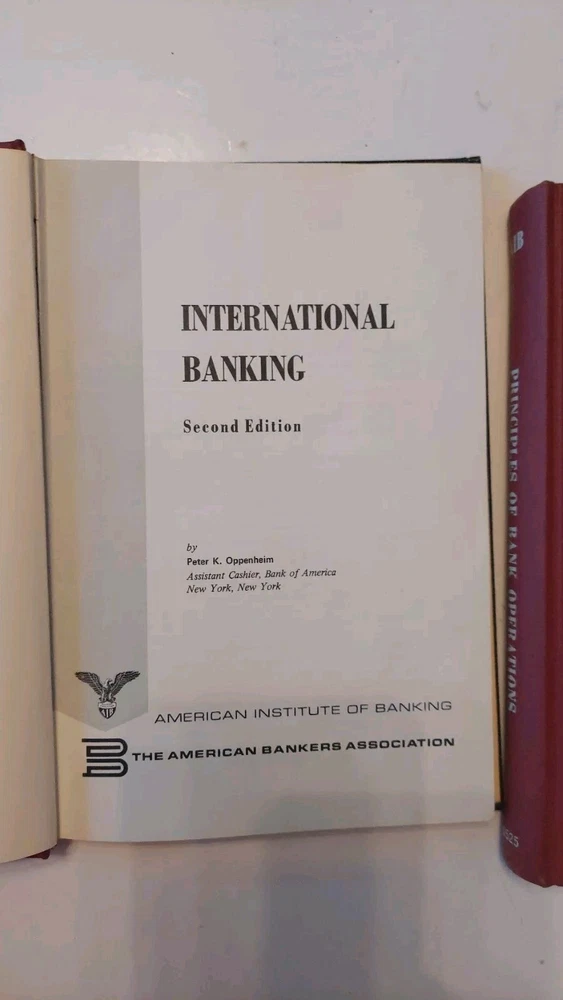 INTERNATIONAL
BANKING
Second Edition
by
Peter K. Oppenheim
Assistant Cashier, Bank of America
New York, New York
AMERICAN INSTITUTE OF BANKING
THE AMERICAN BANKERS ASSOCIATION
PRINCIPLES OF BANK OPERATIONS